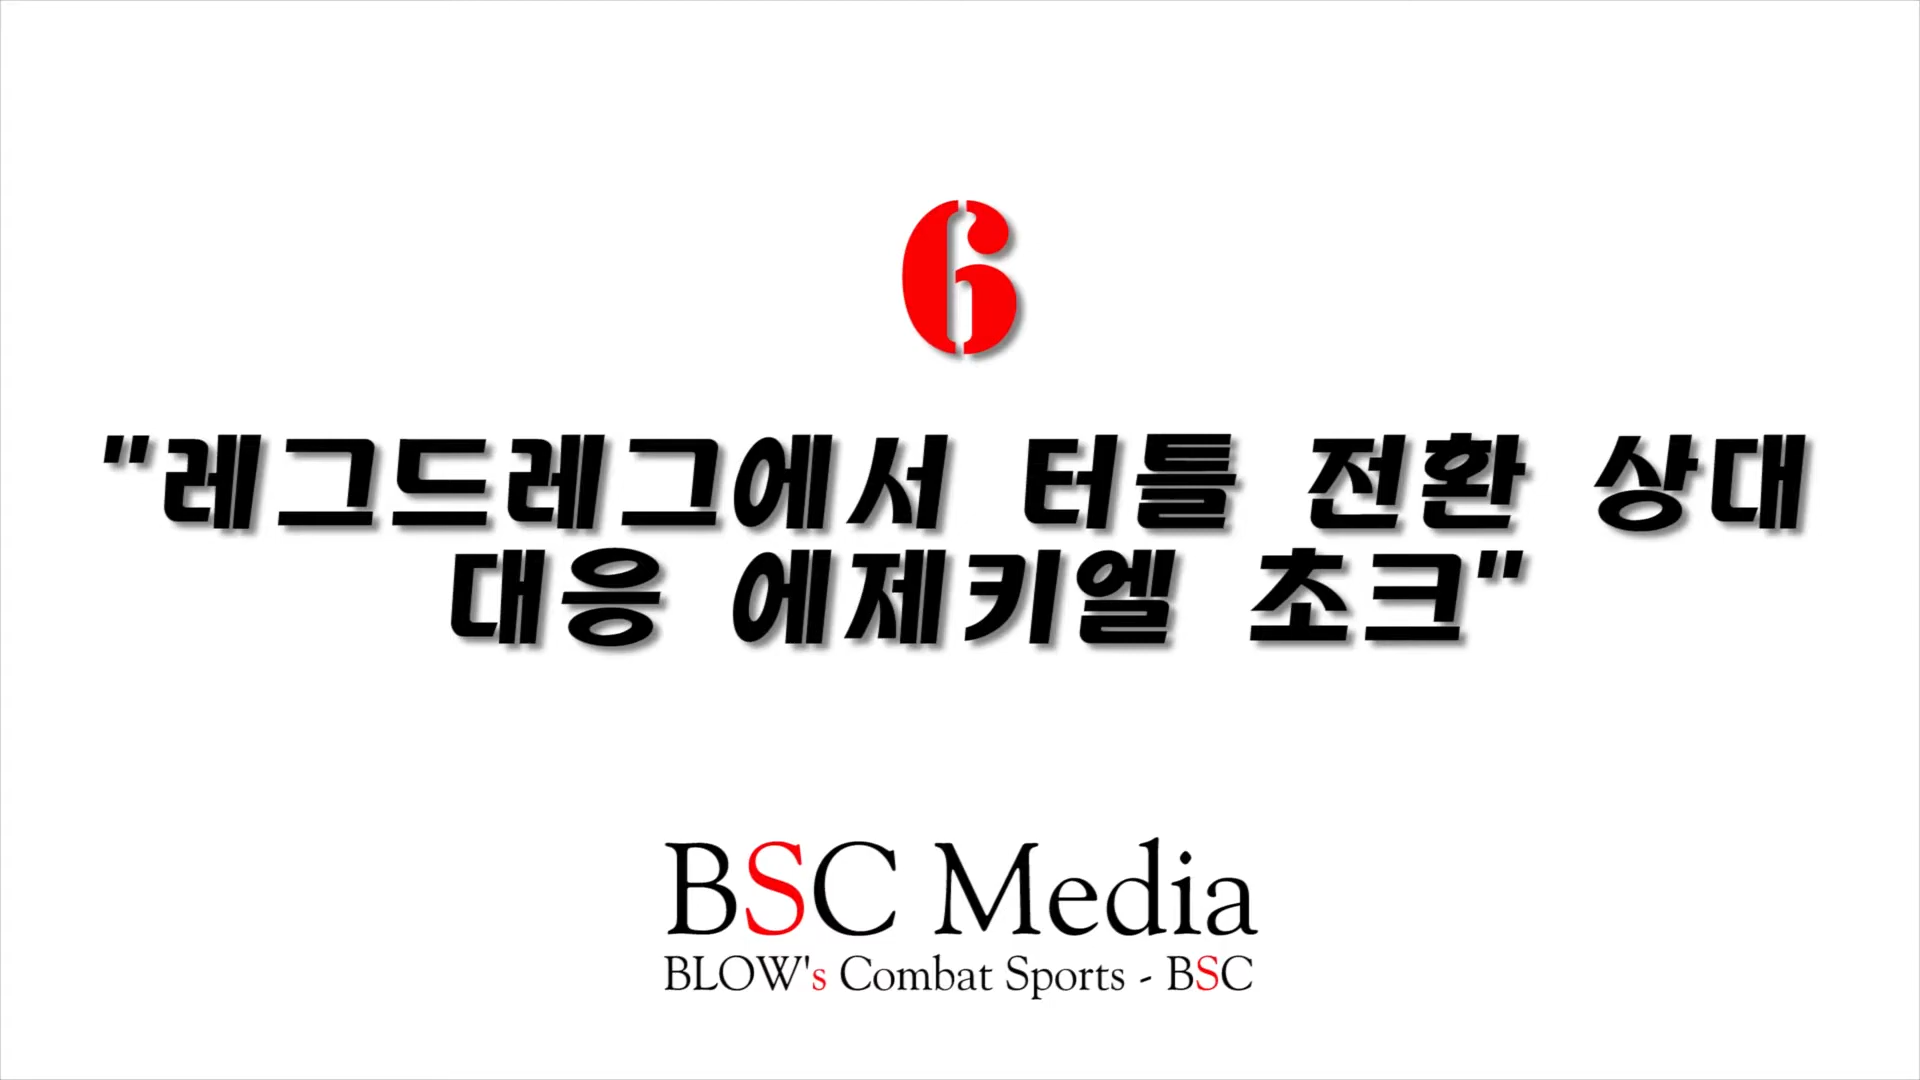 6
"레그드레그에서 터틀 전환 상대
대응 에제키엘 초크"
BSC Media
BLOW's Combat Sports - BSC